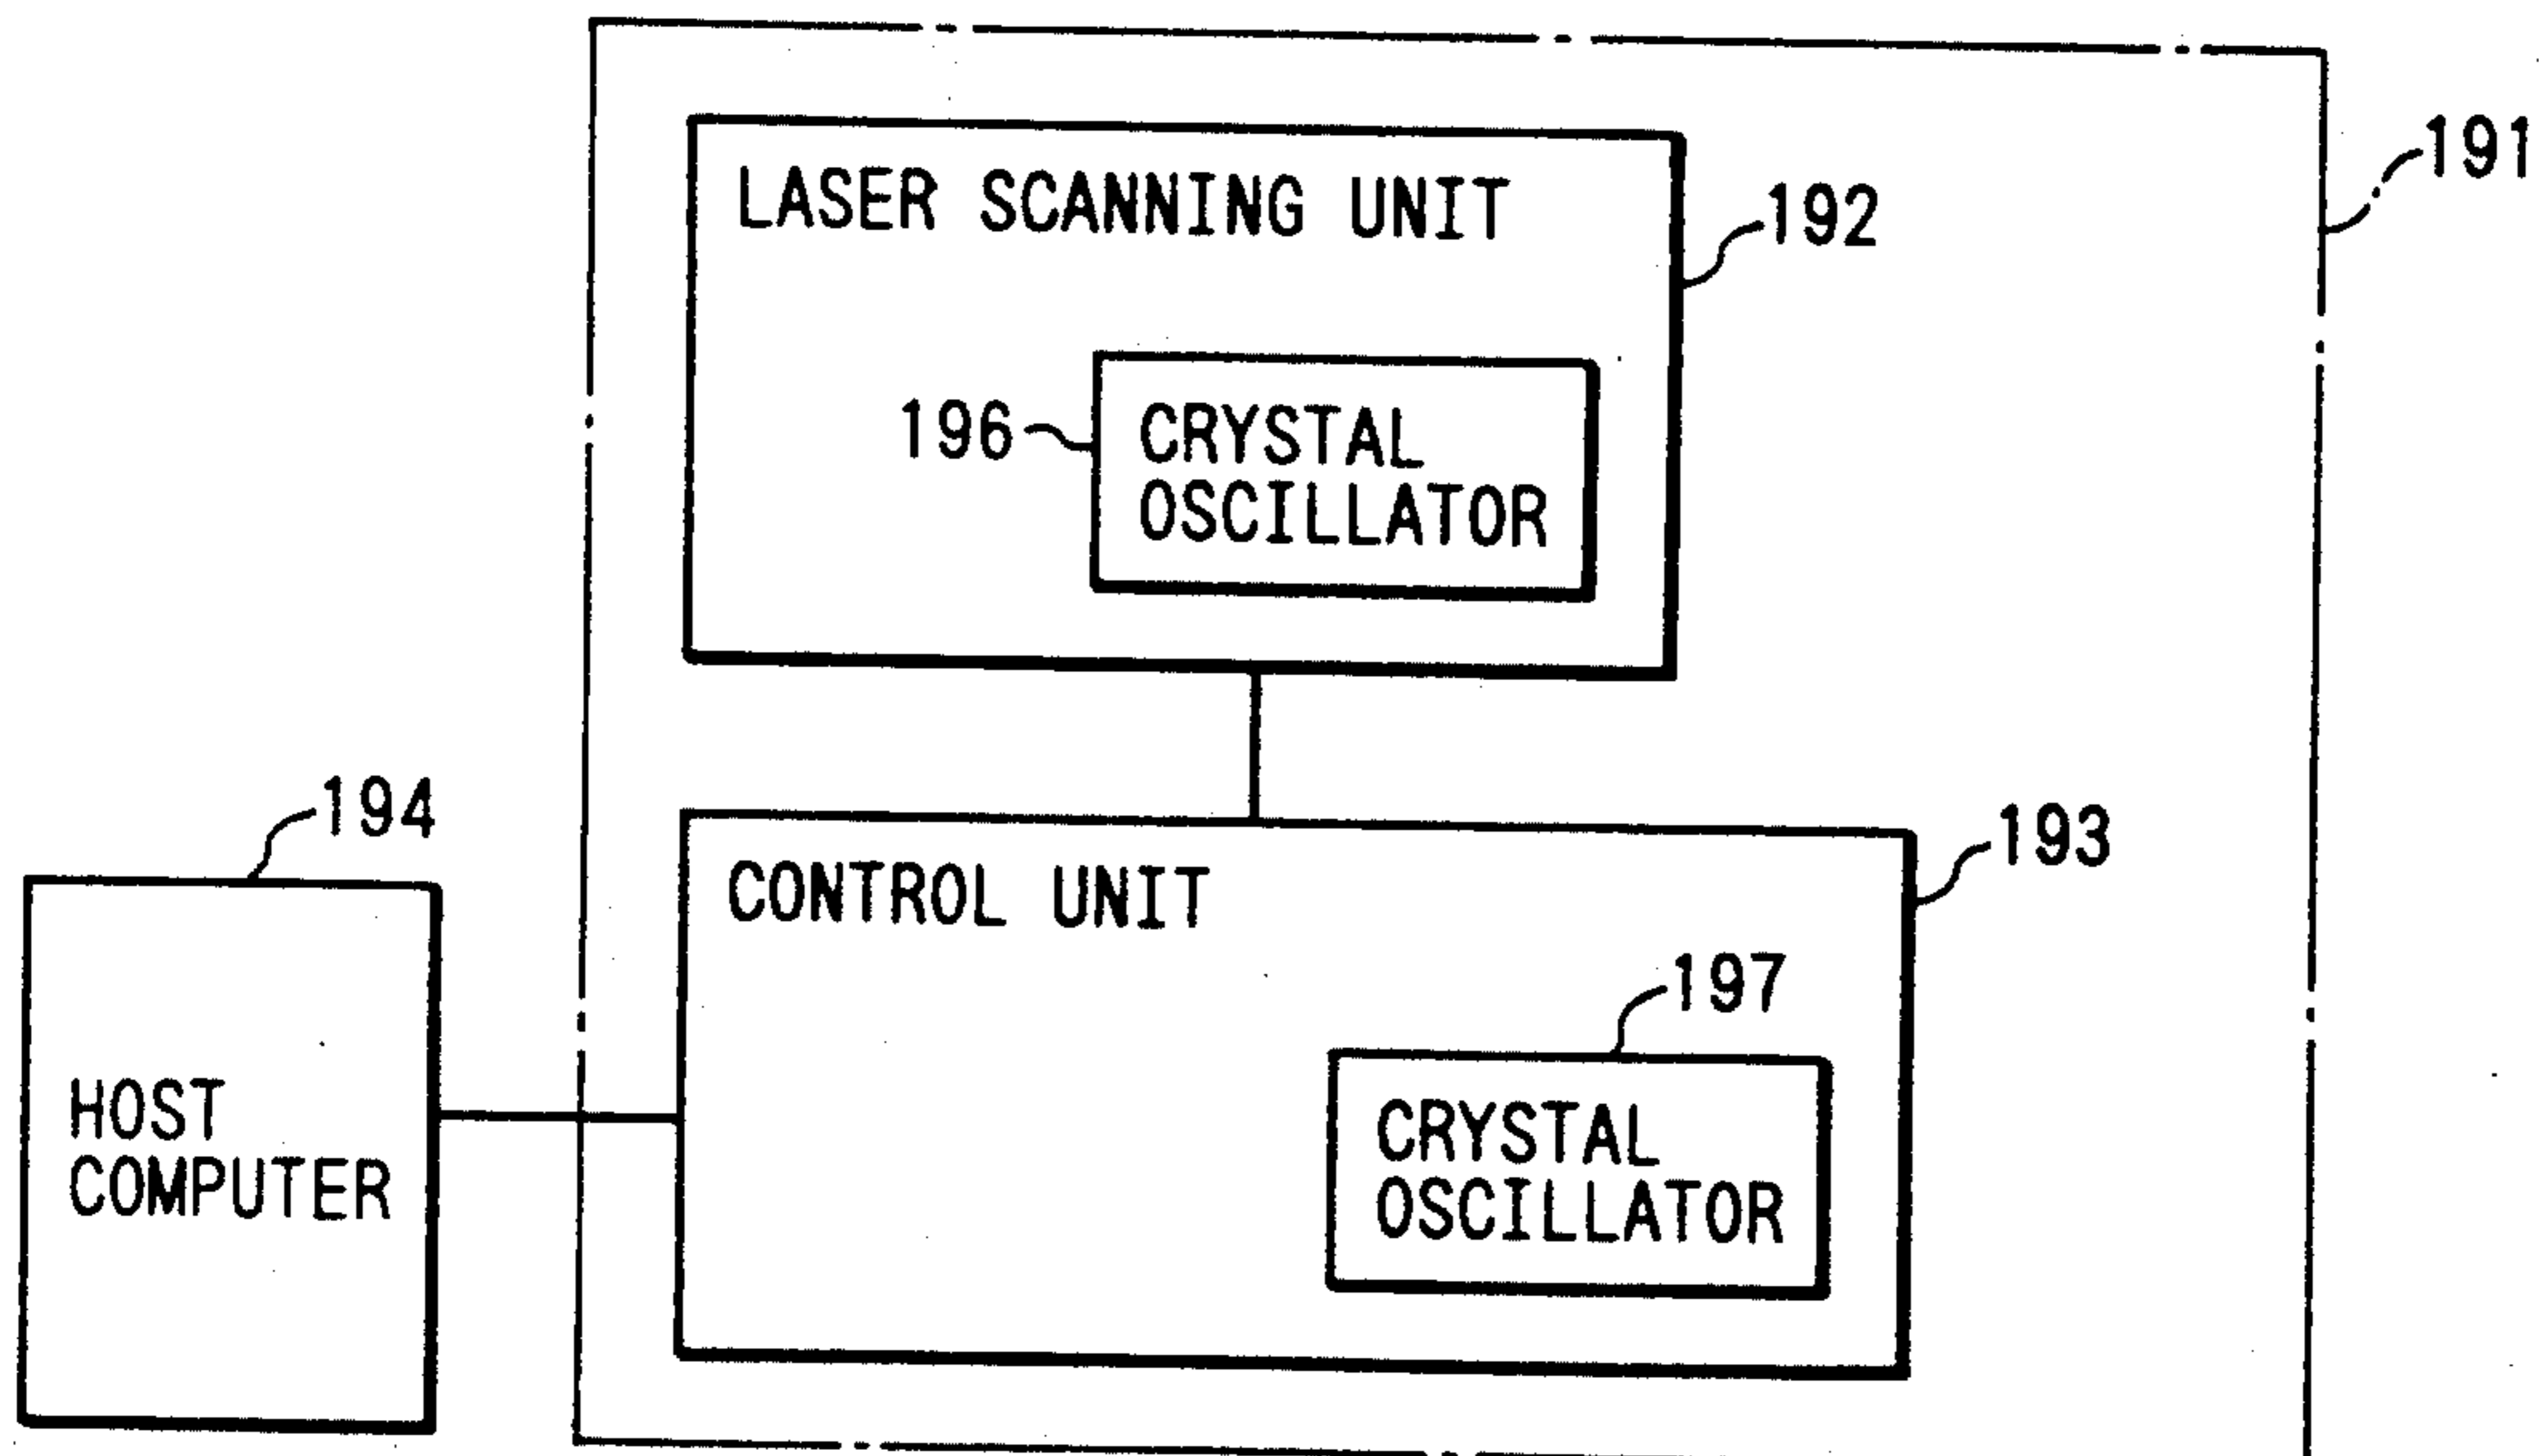 191
LASER SCANNING UNIT
192
196
CRYSTAL
OSCILLATOR
194
193
CONTROL UNIT
197
HOST
COMPUTER
CRYSTAL
OSCILLATOR